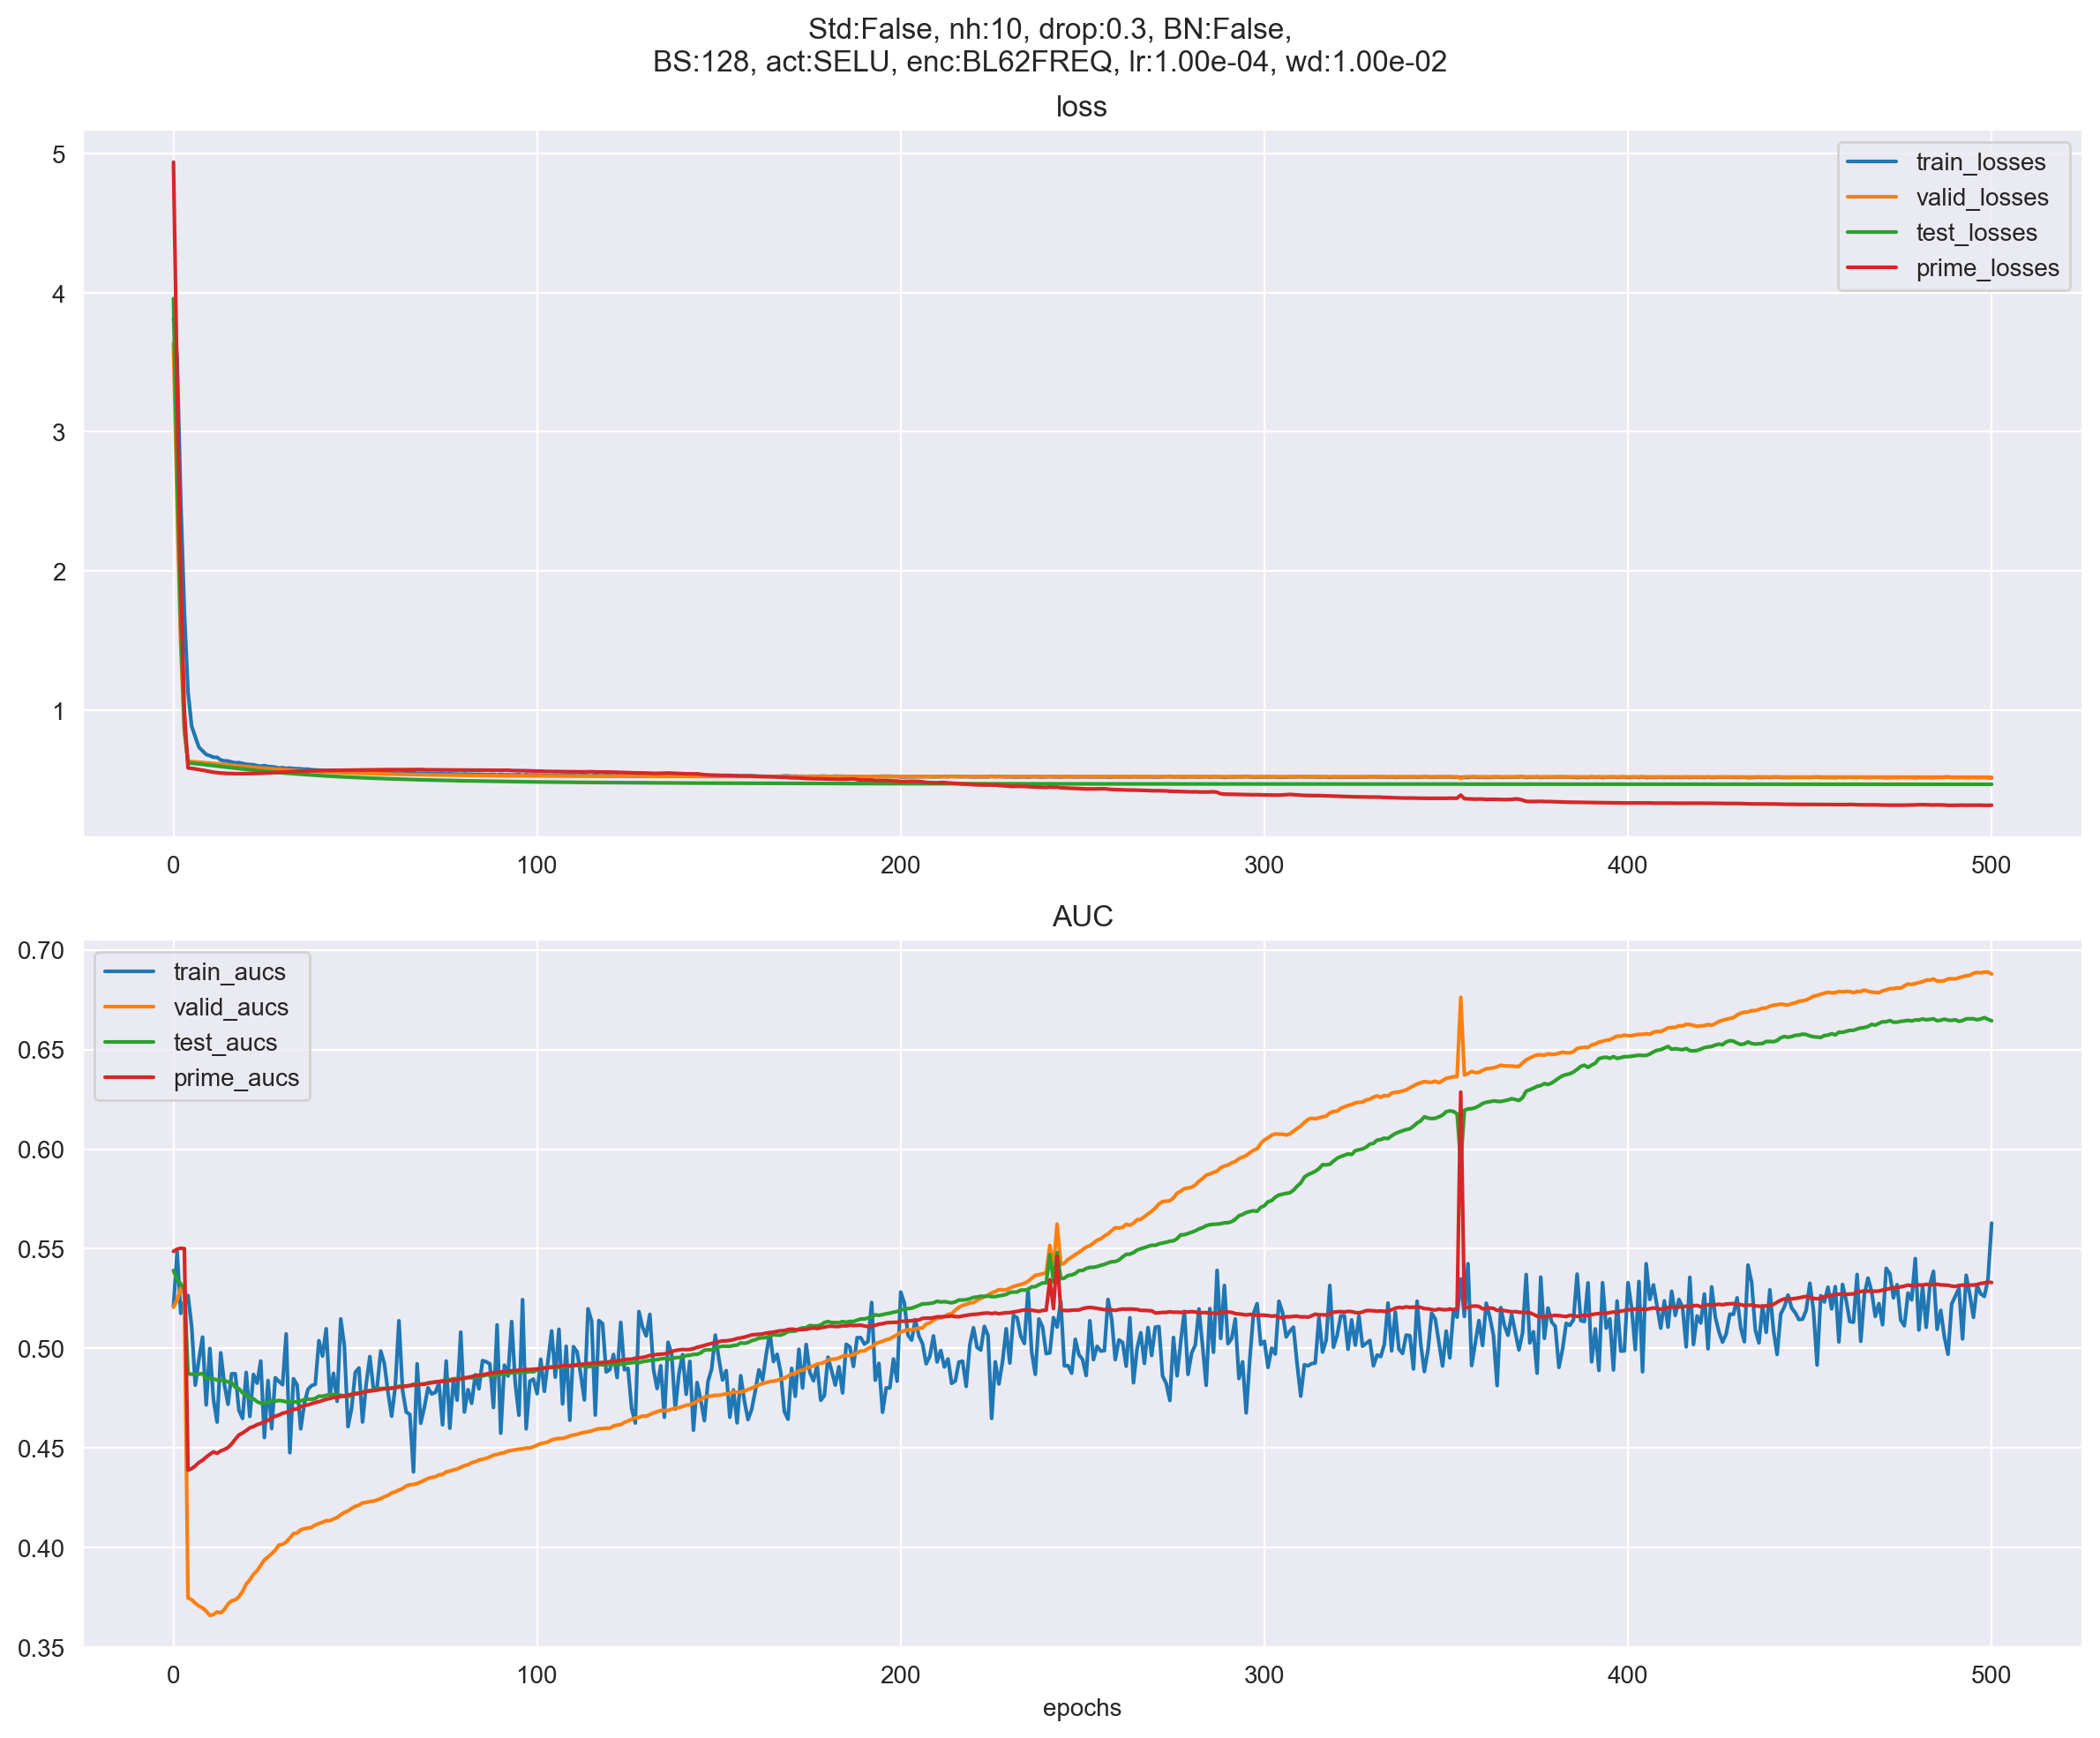 Std:False, nh:10, drop:0.3, BN:False,
BS:128, act:SELU, enc:BL62FREQ, lr:1.00e-04, wd:1.00e-02
loss
5
4
3
2
1
train_losses
valid_losses
test_losses
prime_losses
0 100 200 300 400 500
AUC
0.70
0.65
0.60
0.55
0.50
0.45
0.40
0.35
train_aucs
valid_aucs
test_aucs
prime_aucs
0 100 200 300 400 500
epochs